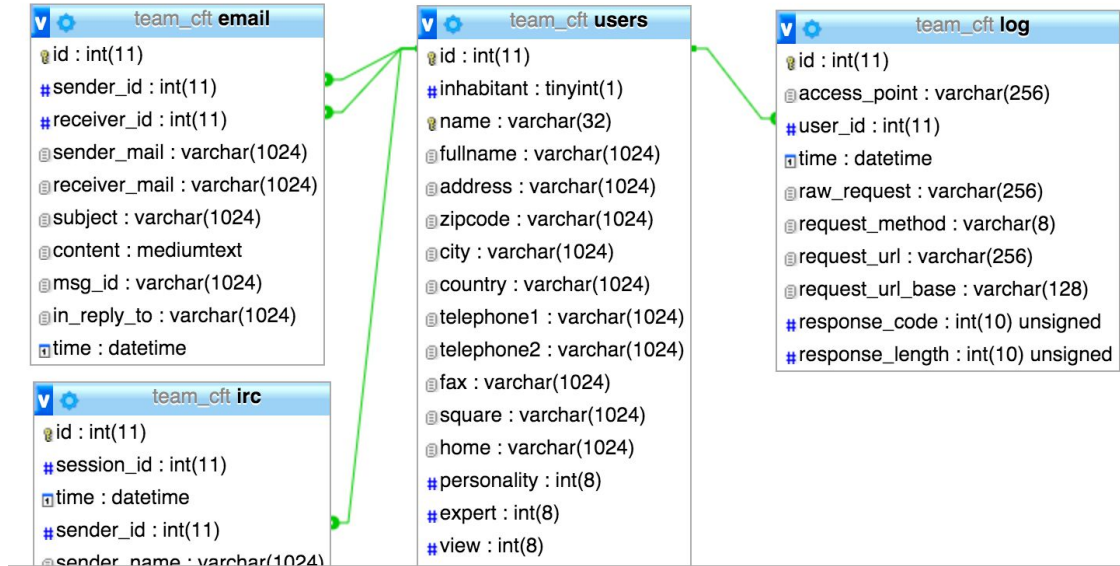 team_cft email
id : int(11)
sender_id : int(11)
receiver_id : int(11)
sender_mail : varchar(1024)
receiver_mail : varchar(1024)
subject : varchar(1024)
content : mediumtext
msg_id : varchar(1024)
in_reply_to : varchar(1024)
time : datetime
team_cft irc
id : int(11)
session_id : int(11)
time : datetime
sender_id : int(11)
sender_name : varchar(1024)
team_cft users
id : int(11)
inhabitant : tinyint(1)
name : varchar(32)
fullname : varchar(1024)
address : varchar(1024)
zipcode : varchar(1024)
city : varchar(1024)
country : varchar(1024)
telephone1 : varchar(1024)
telephone2 : varchar(1024)
fax : varchar(1024)
square : varchar(1024)
home : varchar(1024)
personality : int(8)
expert : int(8)
view : int(8)
team_cft log
id : int(11)
access_point : varchar(256)
user_id : int(11)
time : datetime
raw_request : varchar(256)
request_method : varchar(8)
request_url : varchar(256)
request_url_base : varchar(128)
response_code : int(10) unsigned
response_length : int(10) unsigned